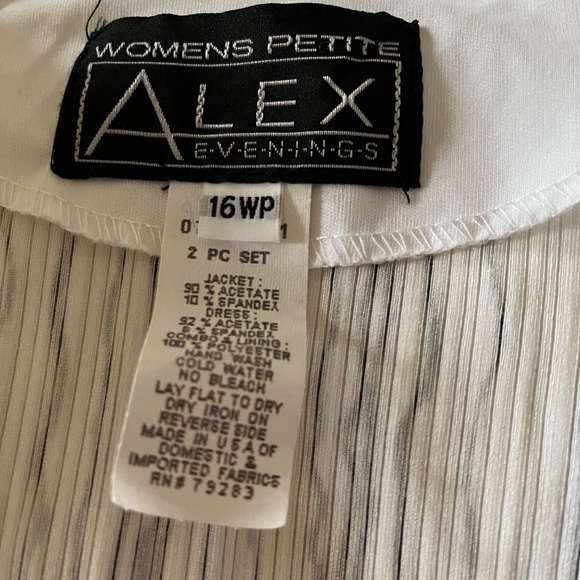 WOMENS PETITE
ALEX
E·V·E·N·I·N·G·S
16WP
2 PC SET
JACKET:
90 % ACETATE
10 % SPANDEX
DRESS:
92 % ACETATE
% SPANDEX
COMBO & LINING:
100 % POLYESTER
HAND WASH
COLD WATER
NO BLEACH
LAY FLAT TO DRY
DRY IRON ON
REVERSE SIDE
MADE IN U S A OF
DOMESTIC &
IMPORTED FABRICS
RN# 79283